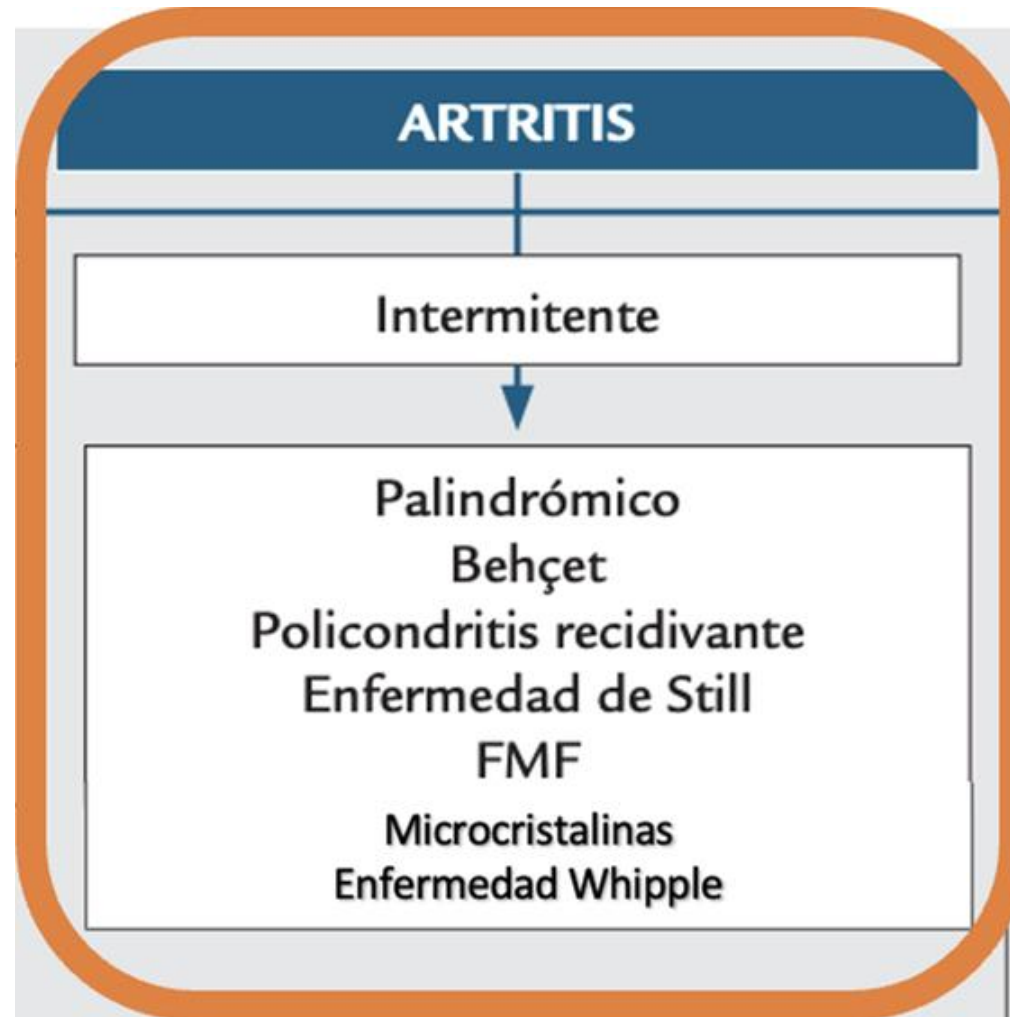 ARTRITIS
Intermitente
Palindrómico
Behçet
Policondritis recidivante
Enfermedad de Still
FMF
Microcristalinas
Enfermedad Whipple